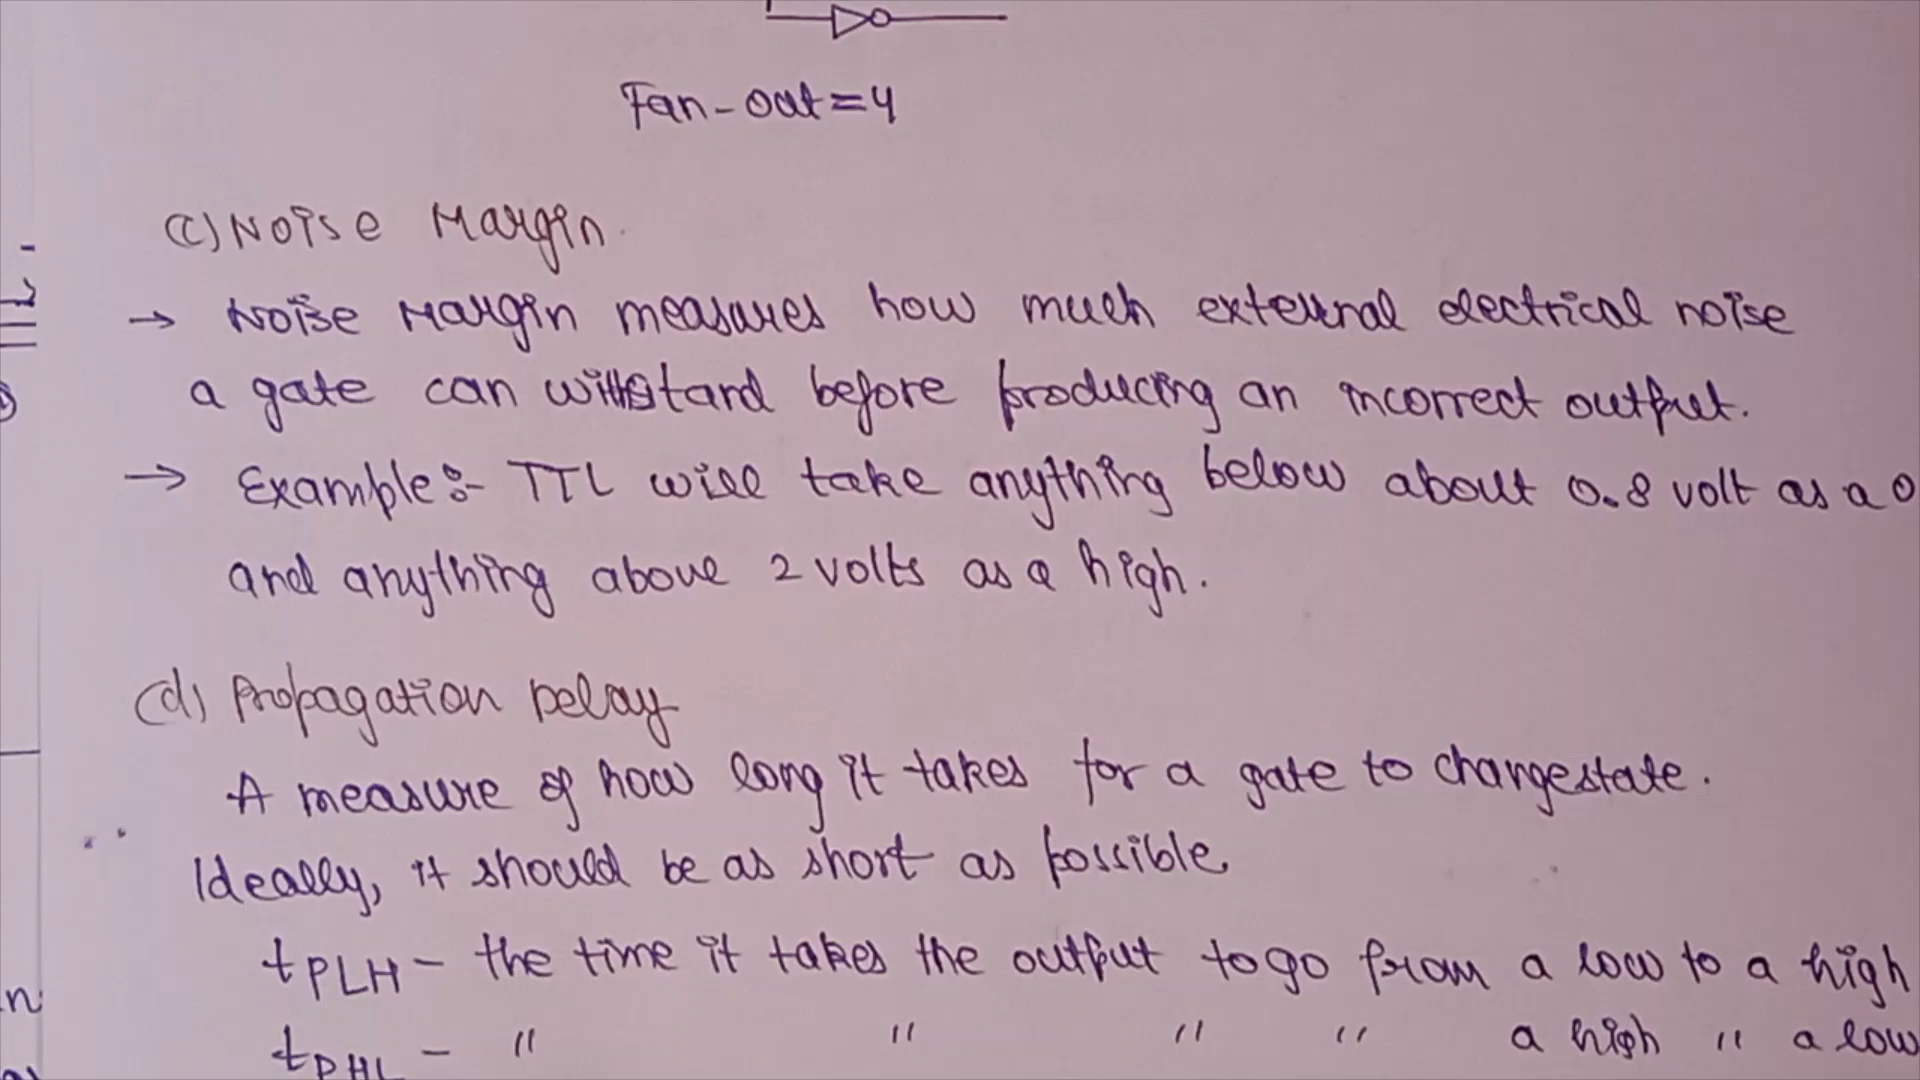 Fan-out=4
(c) Noise Margin.
→ Noise Margin measures how much external electrical noise
a gate can withstand before producing an incorrect output.
→ Example:- TTL will take anything below about 0.8 volt as a 0
and anything above 2 volts as a high.
(d) Propagation Delay
A measure of how long it takes for a gate to change state.
Ideally, it should be as short as possible
tPLH - the time it takes the output to go from a low to a high
tPHL - " " " " a high " a low
n